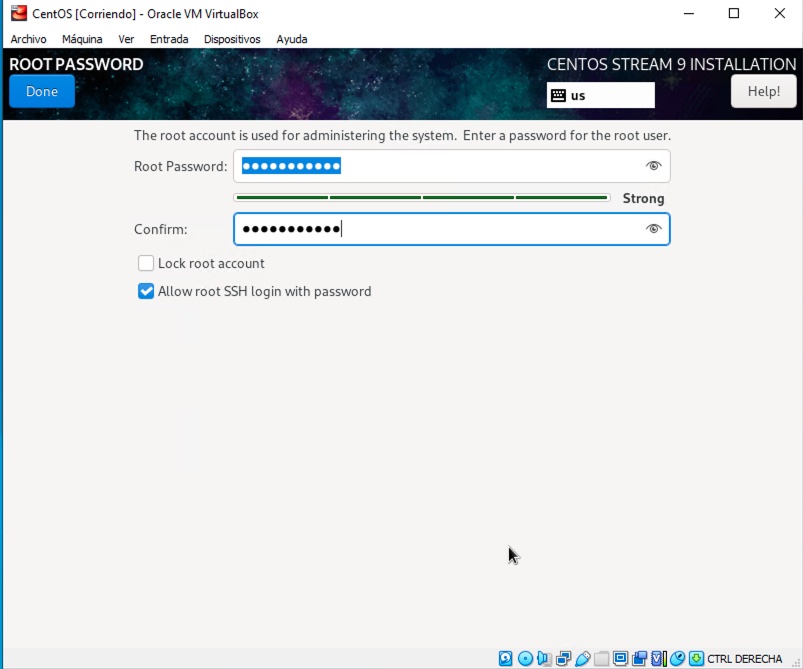 CentOS [Corriendo] - Oracle VM VirtualBox
Archivo Máquina Ver Entrada Dispositivos Ayuda
ROOT PASSWORD
CENTOS STREAM 9 INSTALLATION
Done
us
Help!
The root account is used for administering the system. Enter a password for the root user.
Root Password: ●●●●●●●●●●●
Strong
Confirm: ●●●●●●●●●●●
Lock root account
Allow root SSH login with password
CTRL DERECHA